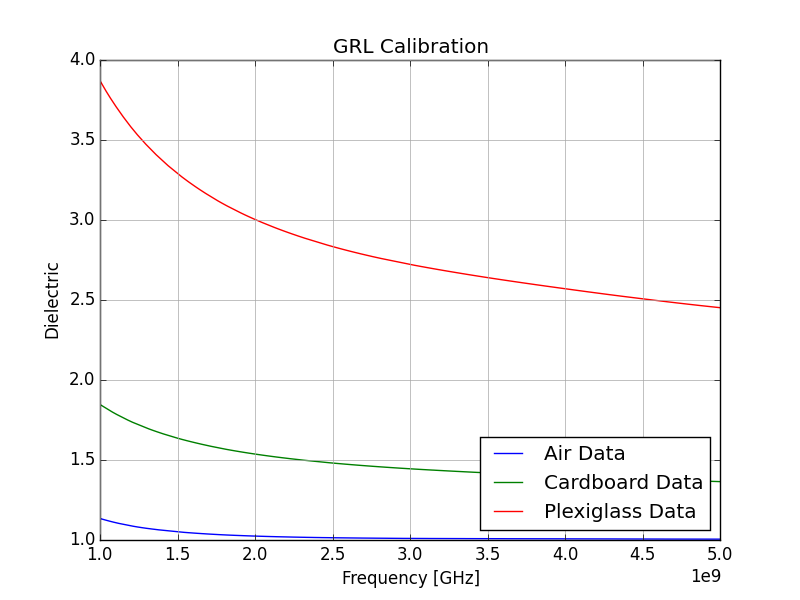 GRL Calibration
4.0
3.5
3.0
2.5
2.0
1.5
1.0
Dielectric
Air Data
Cardboard Data
Plexiglass Data
1.0 1.5 2.0 2.5 3.0 3.5 4.0 4.5 5.0
Frequency [GHz]
1e9